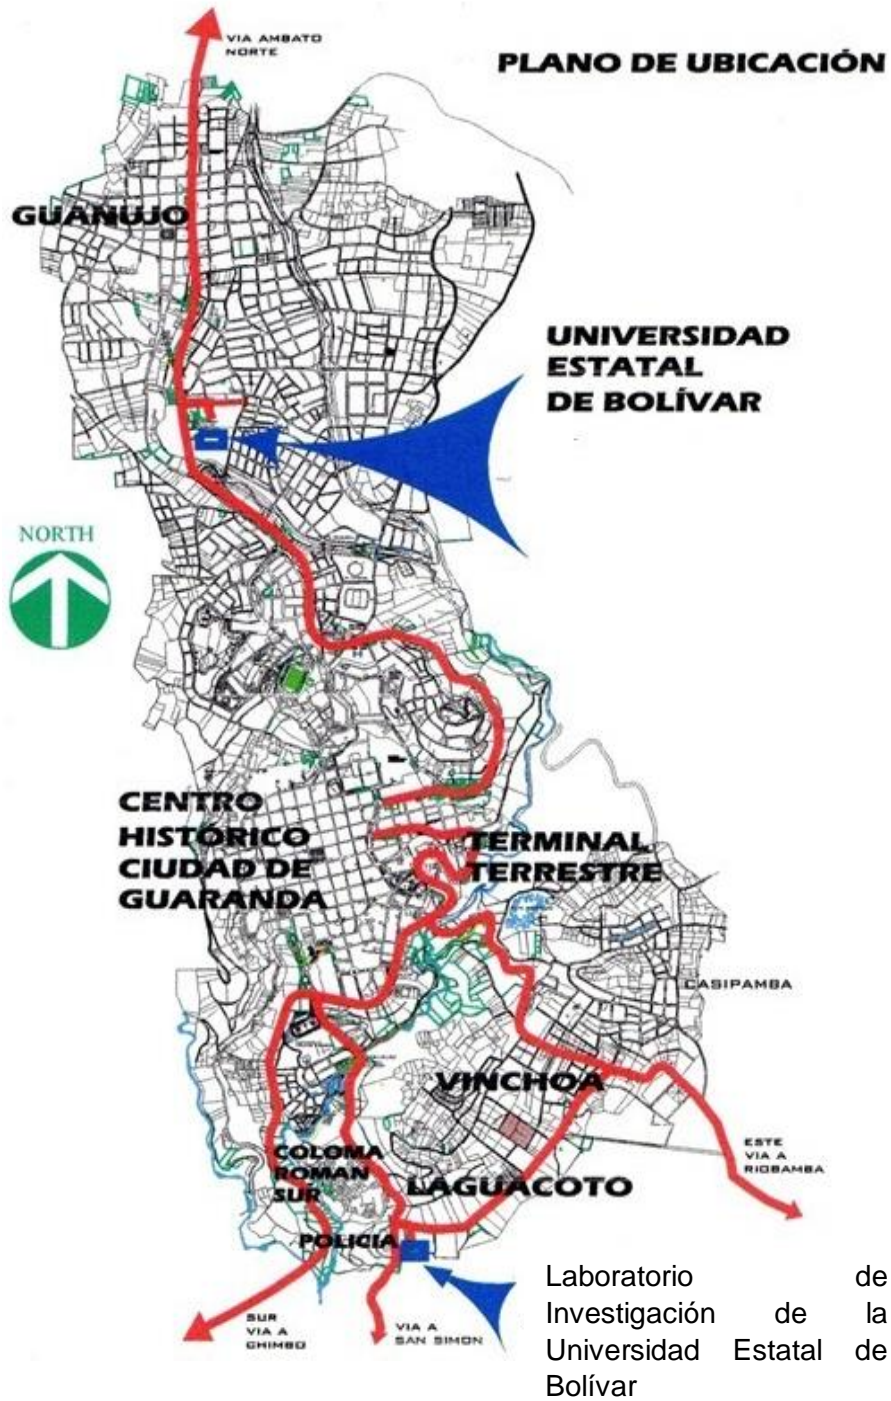 VIA AMBATO
NORTE
PLANO DE UBICACIÓN
GUANUJO
UNIVERSIDAD
ESTATAL
DE BOLÍVAR
NORTH
CENTRO
HISTÓRICO
CIUDAD DE
GUARANDA
TERMINAL
TERRESTRE
CASIPAMBA
VINCHOA
ESTE
VIA A
RIOBAMBA
COLOMA
ROMAN
SUR
LAGUACOTO
POLICIA
SUR
VIA A
CHIMBO
VIA A
SAN SIMON
Laboratorio de
Investigación de la
Universidad Estatal de
Bolívar